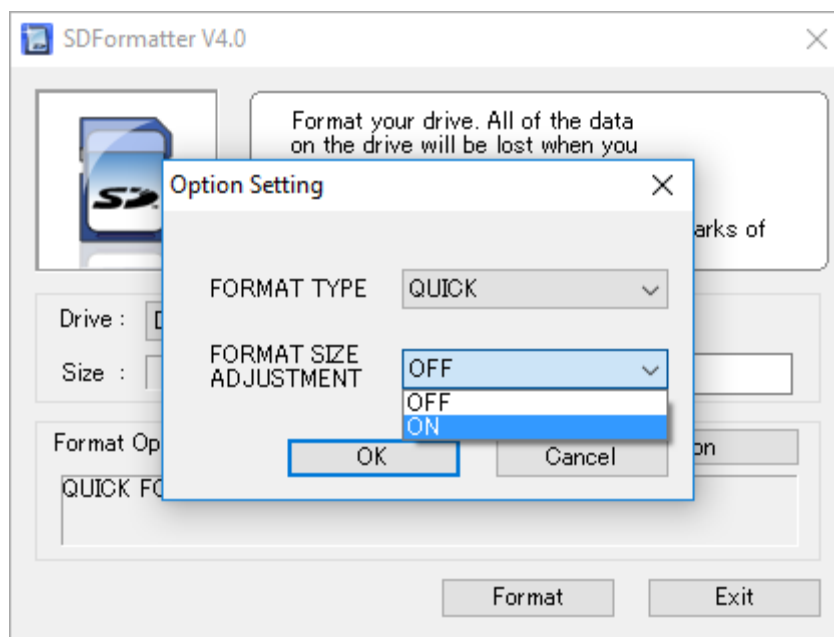 SDFormatter V4.0
Format your drive. All of the data
on the drive will be lost when you
arks of
Option Setting
FORMAT TYPE QUICK
FORMAT SIZE
ADJUSTMENT
OFF
OFF
ON
OK Cancel
Drive :
Size :
Format Op
on
QUICK FO
Format Exit